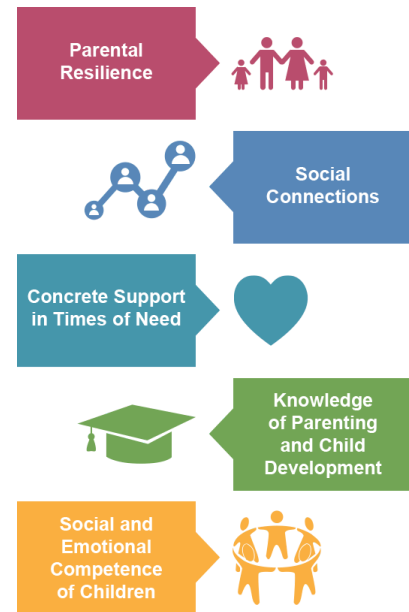 Parental
Resilience
Social
Connections
Concrete Support
in Times of Need
Knowledge
of Parenting
and Child
Development
Social and
Emotional
Competence
of Children